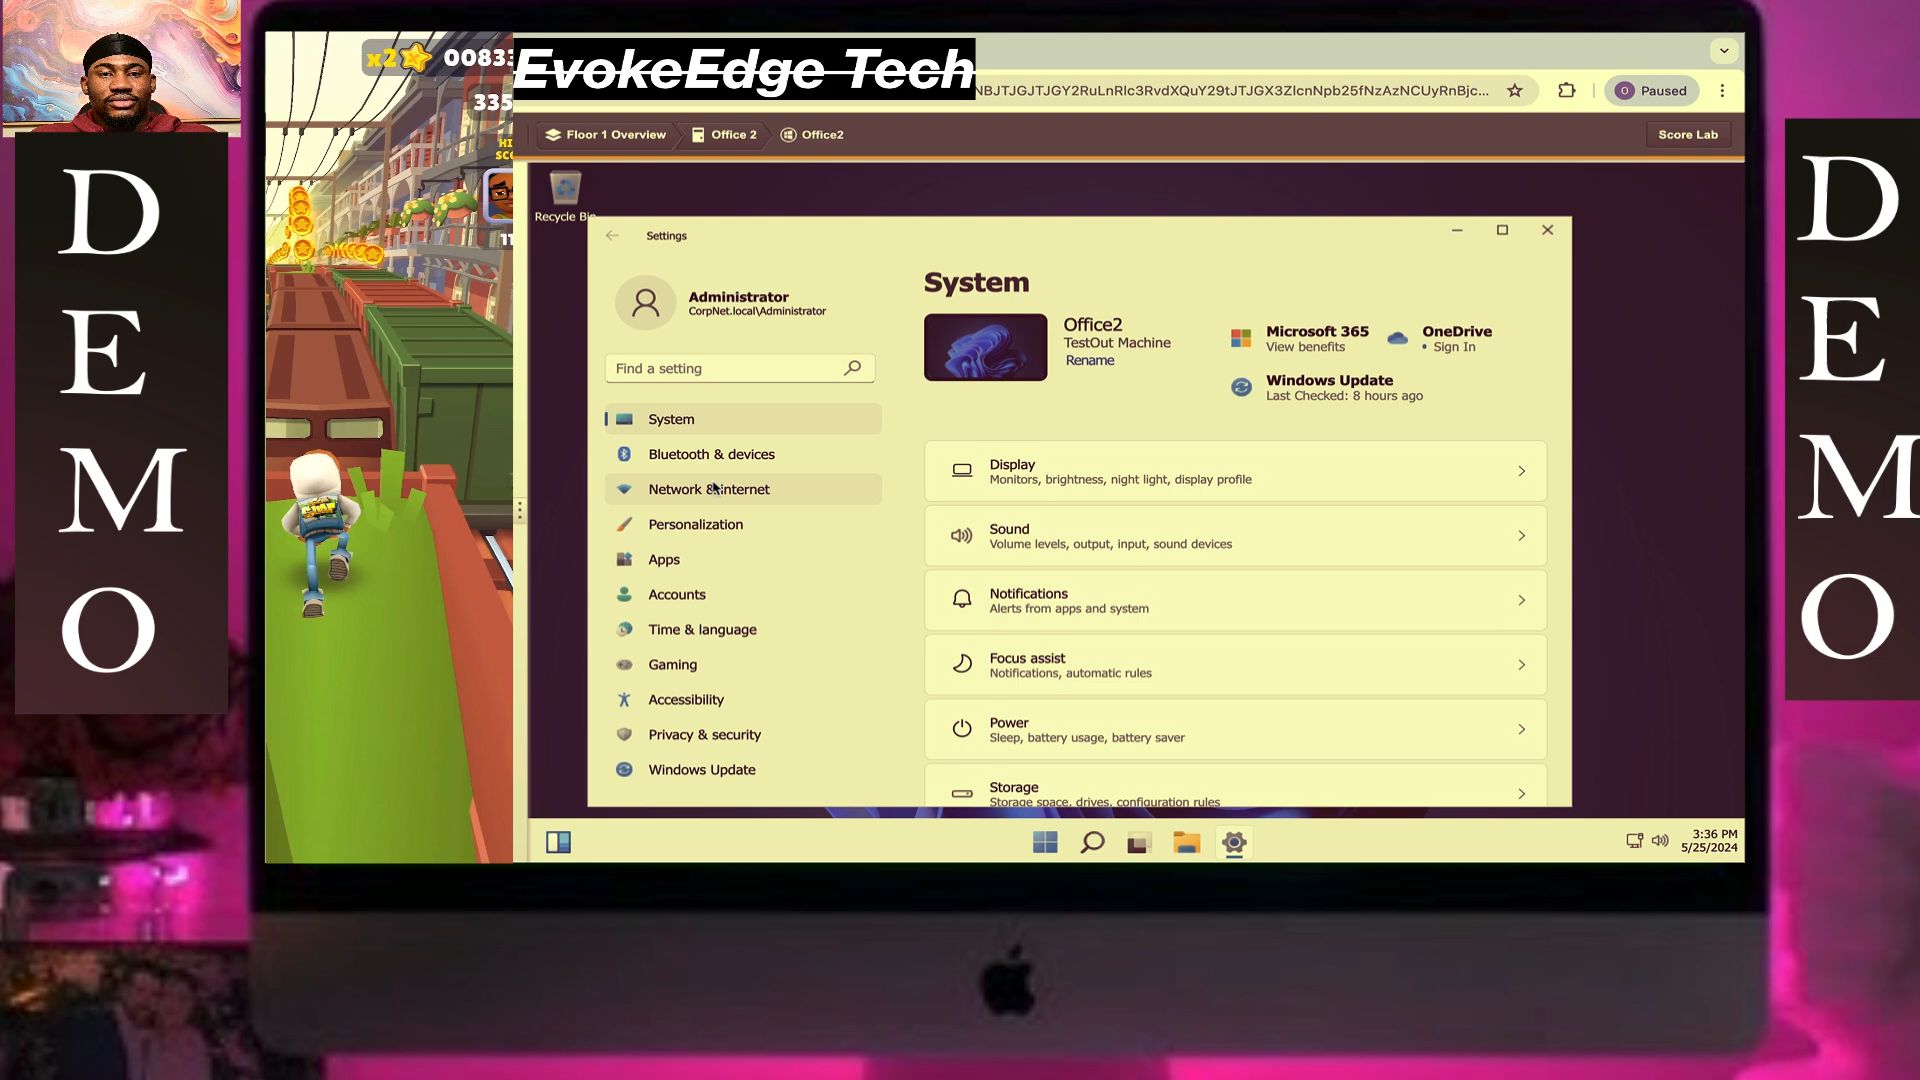 x2 00833
EvokeEdge Tech
NBJTJGJTJGY2RuLnRlc3RvdXQuY29tJTJGX3ZlcnNpb25fNzAzNCUyRnBjc...
Paused
335
HI
SCO
11
Floor 1 Overview
Office 2
Office2
Score Lab
Recycle Bin
Settings
Administrator
CorpNet.local\Administrator
Find a setting
System
Bluetooth & devices
Network & internet
Personalization
Apps
Accounts
Time & language
Gaming
Accessibility
Privacy & security
Windows Update
System
Office2
TestOut Machine
Rename
Microsoft 365
View benefits
OneDrive
• Sign In
Windows Update
Last Checked: 8 hours ago
Display
Monitors, brightness, night light, display profile
Sound
Volume levels, output, input, sound devices
Notifications
Alerts from apps and system
Focus assist
Notifications, automatic rules
Power
Sleep, battery usage, battery saver
Storage
Storage space, drives, configuration rules
3:36 PM
5/25/2024
D
E
M
O
D
E
M
O